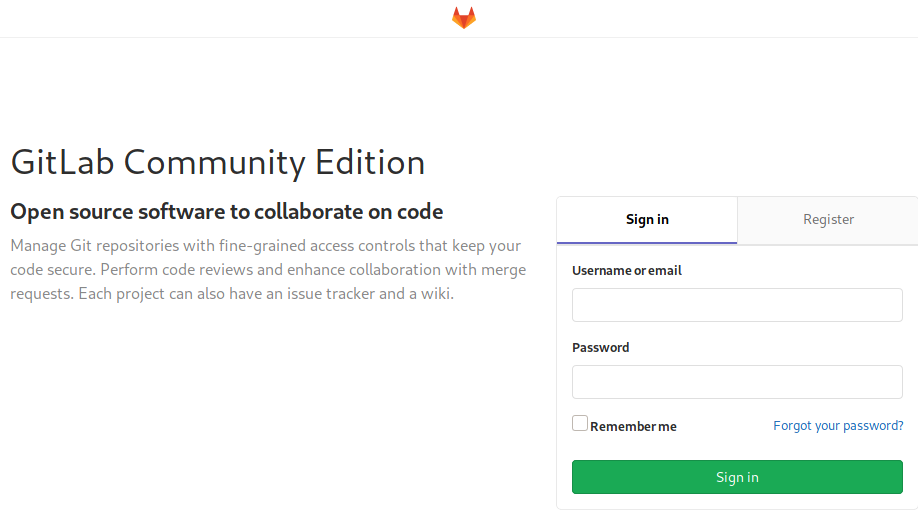 GitLab Community Edition
Open source software to collaborate on code
Manage Git repositories with fine-grained access controls that keep your
code secure. Perform code reviews and enhance collaboration with merge
requests. Each project can also have an issue tracker and a wiki.
Sign in
Register
Username or email
Password
Remember me
Forgot your password?
Sign in